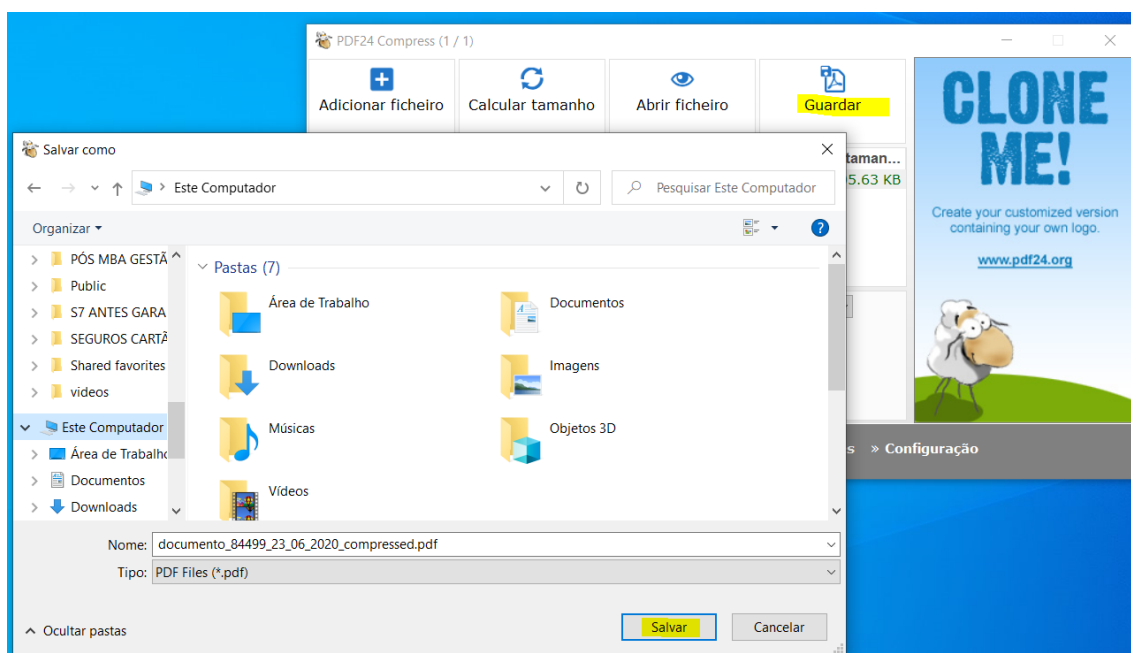 PDF24 Compress (1 / 1)
Adicionar ficheiro
Calcular tamanho
Abrir ficheiro
Guardar
CLONE
ME!
Create your customized version
containing your own logo.
www.pdf24.org
taman...
5.63 KB
» Configuração
Salvar como
Este Computador
Pesquisar Este Computador
Organizar
PÓS MBA GESTÃ
Public
S7 ANTES GARA
SEGUROS CARTÃ
Shared favorites
videos
Este Computador
Área de Trabalho
Documentos
Downloads
Pastas (7)
Área de Trabalho
Documentos
Downloads
Imagens
Músicas
Objetos 3D
Vídeos
Nome: documento_84499_23_06_2020_compressed.pdf
Tipo: PDF Files (*.pdf)
Ocultar pastas
Salvar
Cancelar